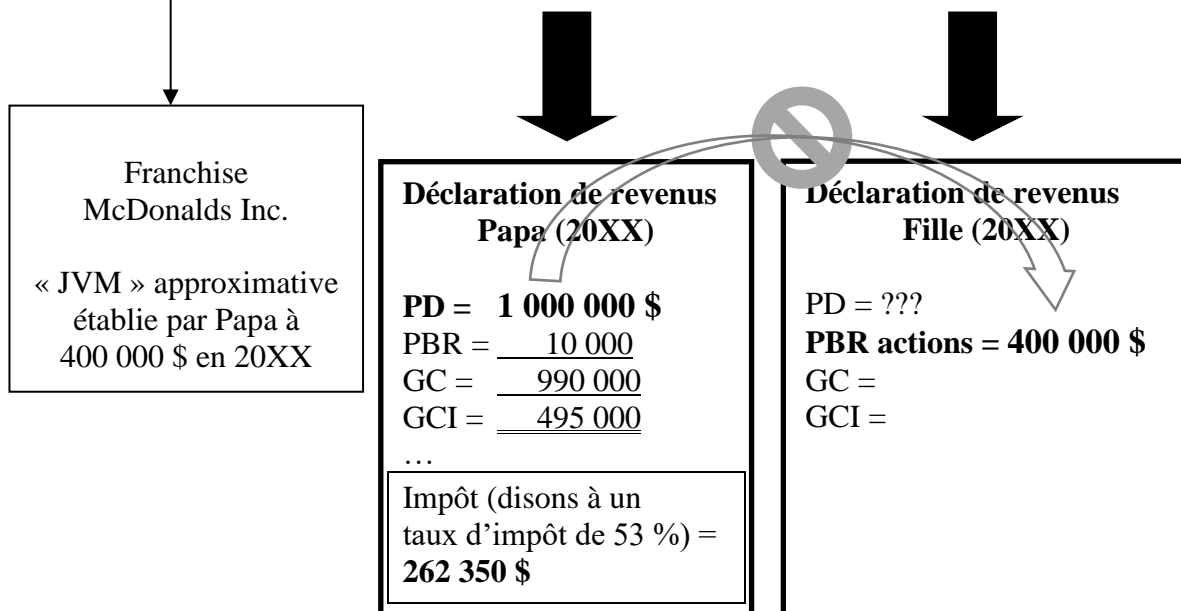 Franchise
McDonalds Inc.
« JVM » approximative
établie par Papa à
400 000 $ en 20XX
Déclaration de revenus
Papa (20XX)
PD = 1 000 000 $
PBR = 10 000
GC = 990 000
GCI = 495 000
…
Impôt (disons à un
taux d’impôt de 53 %) =
262 350 $
Déclaration de revenus
Fille (20XX)
PD = ???
PBR actions = 400 000 $
GC =
GCI =